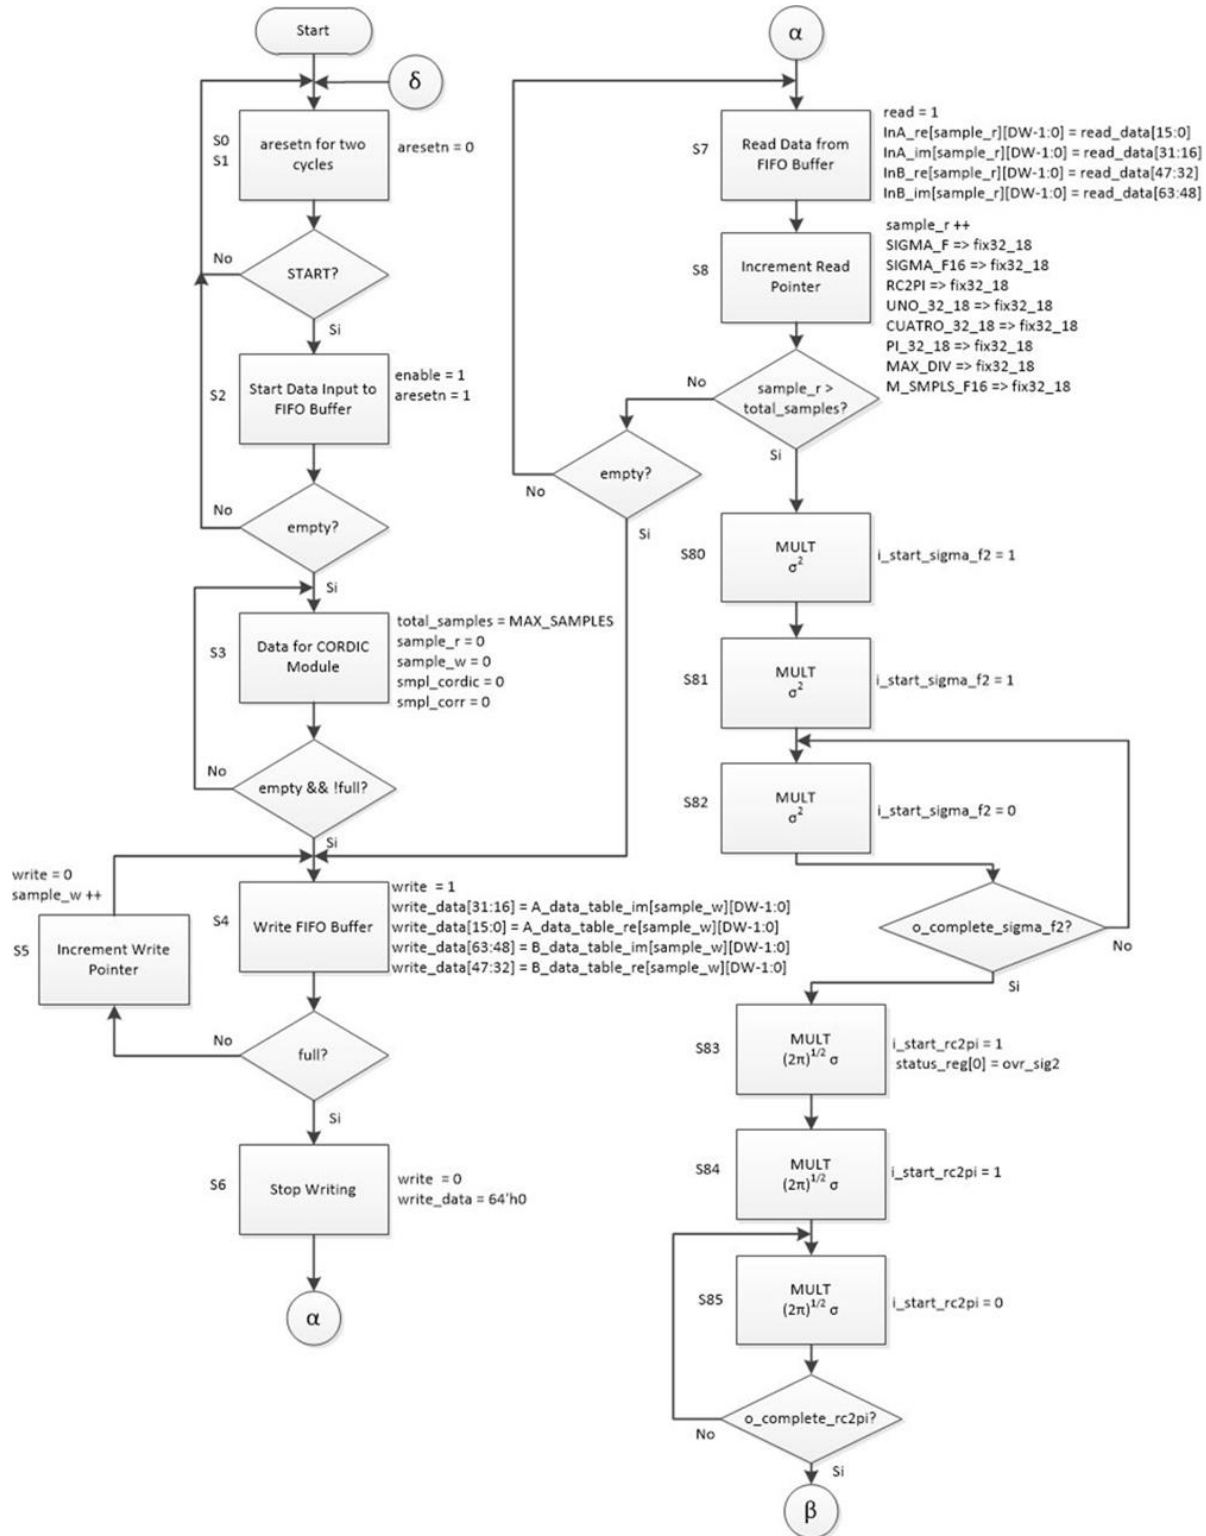 Start
δ
S0
S1
aresetn for two
cycles
aresetn = 0
No
START?
Si
S2
Start Data Input to
FIFO Buffer
enable = 1
aresetn = 1
No
empty?
Si
S3
Data for CORDIC
Module
total_samples = MAX_SAMPLES
sample_r = 0
sample_w = 0
smpl_cordic = 0
smpl_corr = 0
No
empty && !full?
Si
write = 0
sample_w ++
S5
Increment Write
Pointer
S4
Write FIFO Buffer
write = 1
write_data[31:16] = A_data_table_im[sample_w][DW-1:0]
write_data[15:0] = A_data_table_re[sample_w][DW-1:0]
write_data[63:48] = B_data_table_im[sample_w][DW-1:0]
write_data[47:32] = B_data_table_re[sample_w][DW-1:0]
No
full?
Si
S6
Stop Writing
write = 0
write_data = 64'h0
α
α
S7
Read Data from
FIFO Buffer
read = 1
InA_re[sample_r][DW-1:0] = read_data[15:0]
InA_im[sample_r][DW-1:0] = read_data[31:16]
InB_re[sample_r][DW-1:0] = read_data[47:32]
InB_im[sample_r][DW-1:0] = read_data[63:48]
S8
Increment Read
Pointer
sample_r ++
SIGMA_F => fix32_18
SIGMA_F16 => fix32_18
RC2PI => fix32_18
UNO_32_18 => fix32_18
CUATRO_32_18 => fix32_18
PI_32_18 => fix32_18
MAX_DIV => fix32_18
M_SMPLS_F16 => fix32_18
No
sample_r >
total_samples?
Si
empty?
No
Si
S80
MULT
σ²
i_start_sigma_f2 = 1
S81
MULT
σ²
i_start_sigma_f2 = 1
S82
MULT
σ²
i_start_sigma_f2 = 0
o_complete_sigma_f2?
No
Si
S83
MULT
(2π)^1/2 σ
i_start_rc2pi = 1
status_reg[0] = ovr_sig2
S84
MULT
(2π)^1/2 σ
i_start_rc2pi = 1
S85
MULT
(2π)^1/2 σ
i_start_rc2pi = 0
o_complete_rc2pi?
No
Si
β